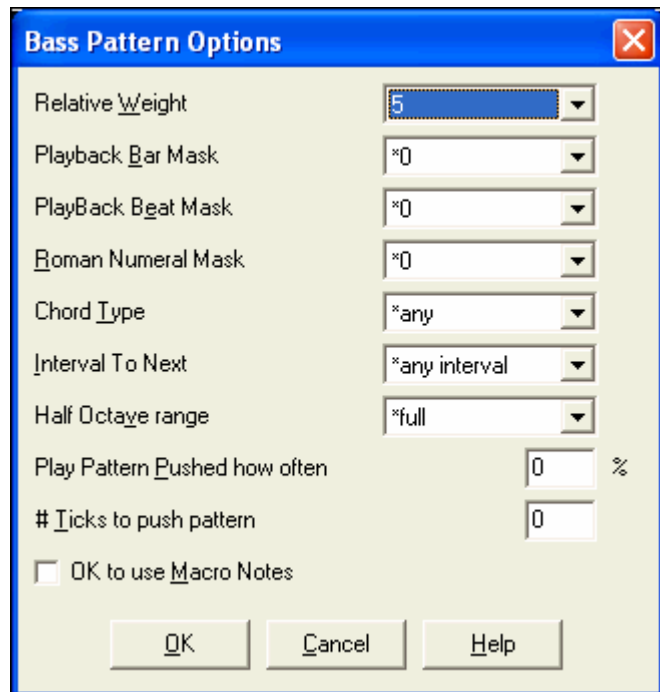 Bass Pattern Options
Relative Weight 5
Playback Bar Mask *0
PlayBack Beat Mask *0
Roman Numeral Mask *0
Chord Type *any
Interval To Next *any interval
Half Octave range *full
Play Pattern Pushed how often 0 %
# Ticks to push pattern 0
OK to use Macro Notes
OK Cancel Help